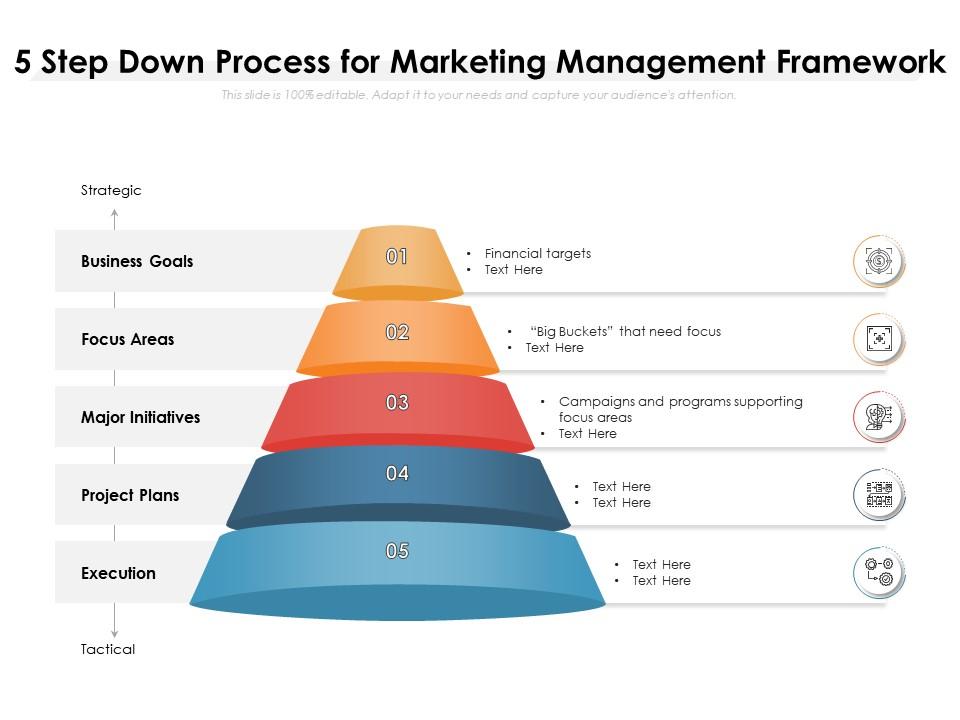 5 Step Down Process for Marketing Management Framework
This slide is 100% editable. Adapt it to your needs and capture your audience's attention.
Strategic
Business Goals
01
• Financial targets
• Text Here
Focus Areas
02
• “Big Buckets” that need focus
• Text Here
Major Initiatives
03
• Campaigns and programs supporting
focus areas
• Text Here
Project Plans
04
• Text Here
• Text Here
Execution
05
• Text Here
• Text Here
Tactical